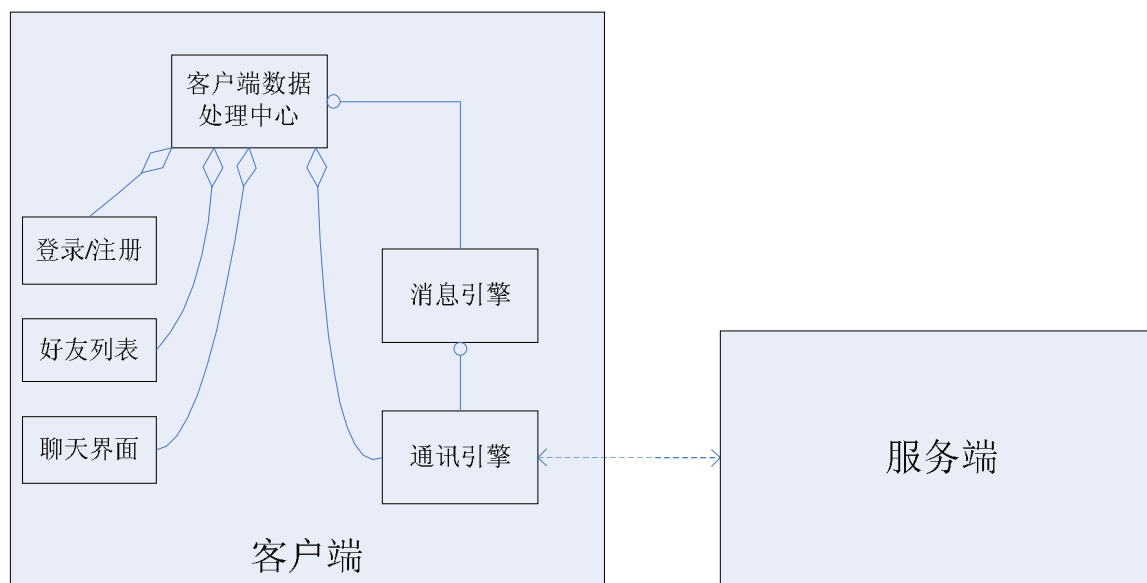 客户端数据
处理中心
登录/注册
消息引擎
好友列表
聊天界面
通讯引擎
服务端
客户端